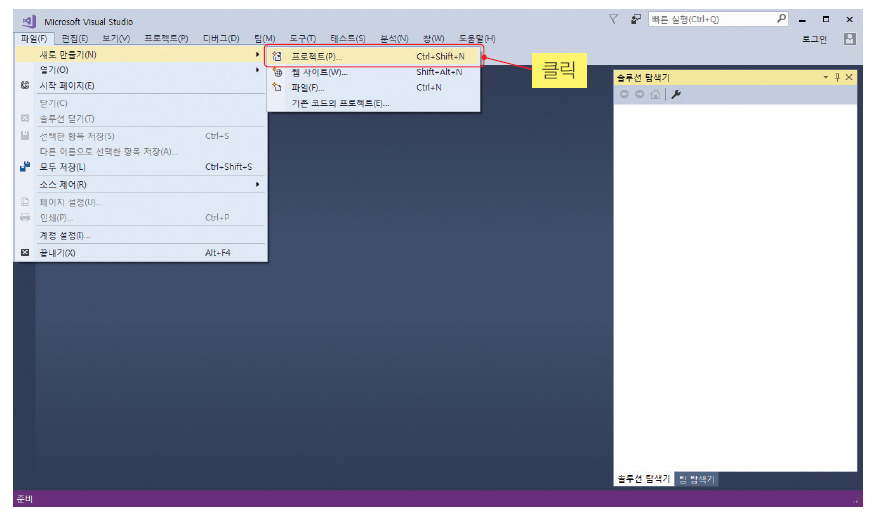 Microsoft Visual Studio
빠른 실행(Ctrl+Q)
파일(F) 편집(E) 보기(V) 프로젝트(P) 디버그(D) 팀(M) 도구(T) 테스트(S) 분석(N) 창(W) 도움말(H)
로그인
새로 만들기(N)
열기(O)
시작 페이지(E)
닫기(C)
솔루션 닫기(T)
선택한 항목 저장(S) Ctrl+S
다른 이름으로 선택한 항목 저장(A)...
모두 저장(L) Ctrl+Shift+S
소스 제어(R)
페이지 설정(U)...
인쇄(P)... Ctrl+P
계정 설정(I)...
끝내기(X) Alt+F4
프로젝트(P)... Ctrl+Shift+N
웹 사이트(W)... Shift+Alt+N
파일(F)... Ctrl+N
기존 코드의 프로젝트(E)...
클릭
솔루션 탐색기
솔루션 탐색기 팀 탐색기
준비